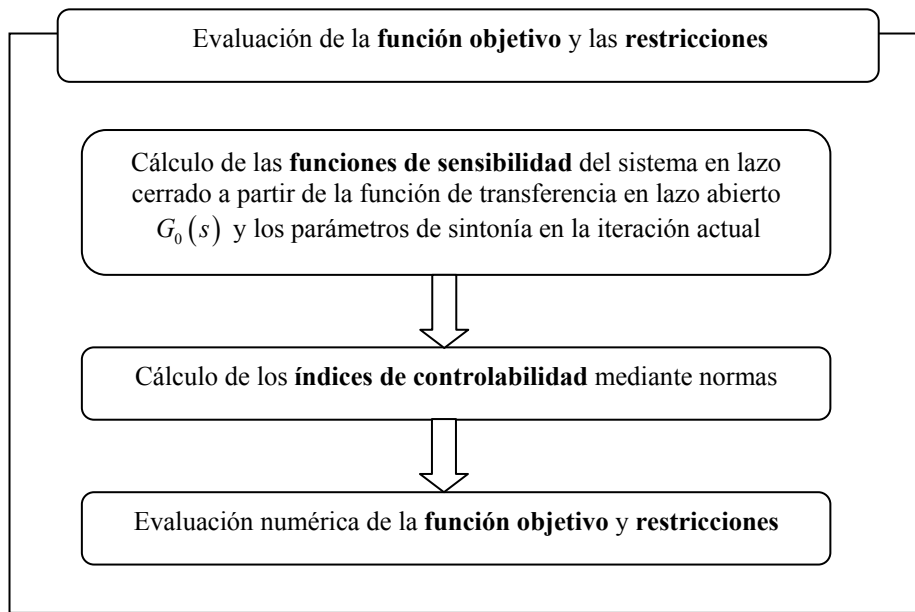 Evaluación de la función objetivo y las restricciones
Cálculo de las funciones de sensibilidad del sistema en lazo
cerrado a partir de la función de transferencia en lazo abierto
G₀(s) y los parámetros de sintonía en la iteración actual
Cálculo de los índices de controlabilidad mediante normas
Evaluación numérica de la función objetivo y restricciones